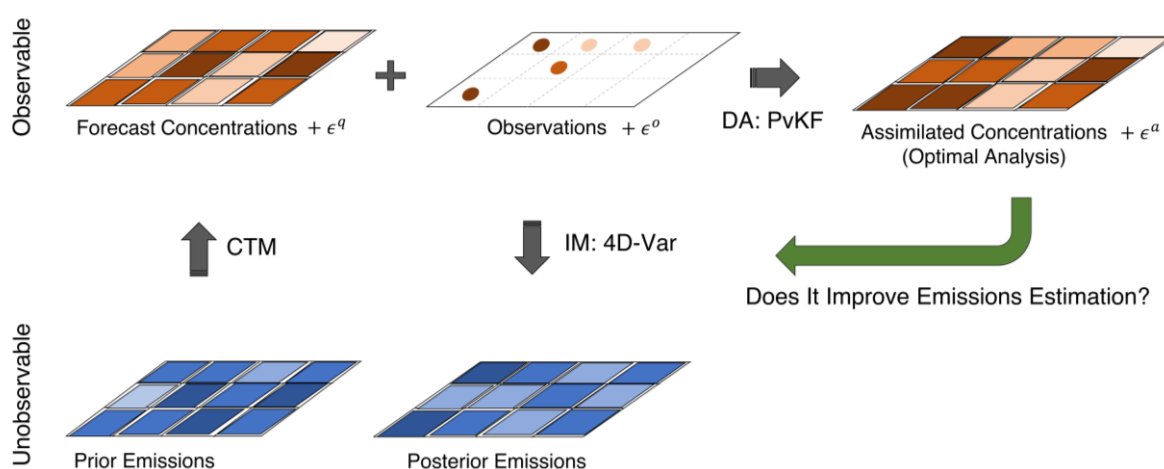 Observable
Forecast Concentrations + ϵ^q
+
Observations + ϵ^o
DA: PvKF
Assimilated Concentrations + ϵ^a
(Optimal Analysis)
CTM
IM: 4D-Var
Does It Improve Emissions Estimation?
Unobservable
Prior Emissions
Posterior Emissions